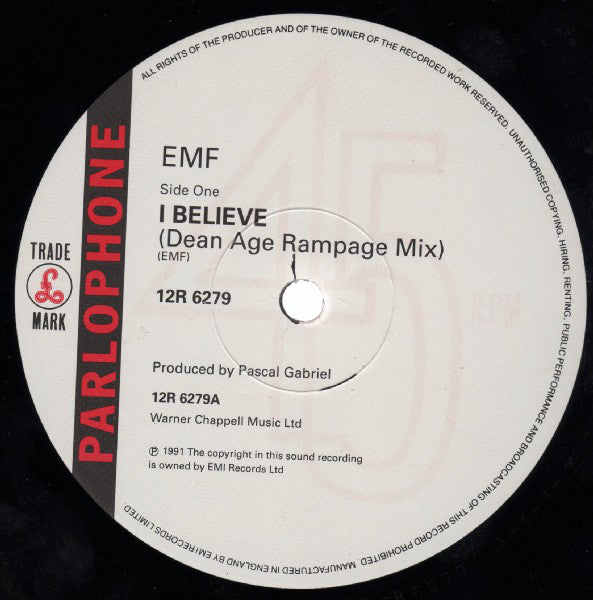 ALL RIGHTS OF THE PRODUCER AND OF THE OWNER OF THE RECORDED WORK RESERVED. UNAUTHORISED COPYING, HIRING, RENTING, PUBLIC PERFORMANCE AND BROADCASTING OF THIS RECORD PROHIBITED. MANUFACTURED IN ENGLAND BY EMI RECORDS LIMITED.
PARLOPHONE
TRADE
£
MARK
45
EMF
Side One
I BELIEVE
(Dean Age Rampage Mix)
(EMF)
12R 6279
Produced by Pascal Gabriel
12R 6279A
Warner Chappell Music Ltd
℗ 1991 The copyright in this sound recording
is owned by EMI Records Ltd